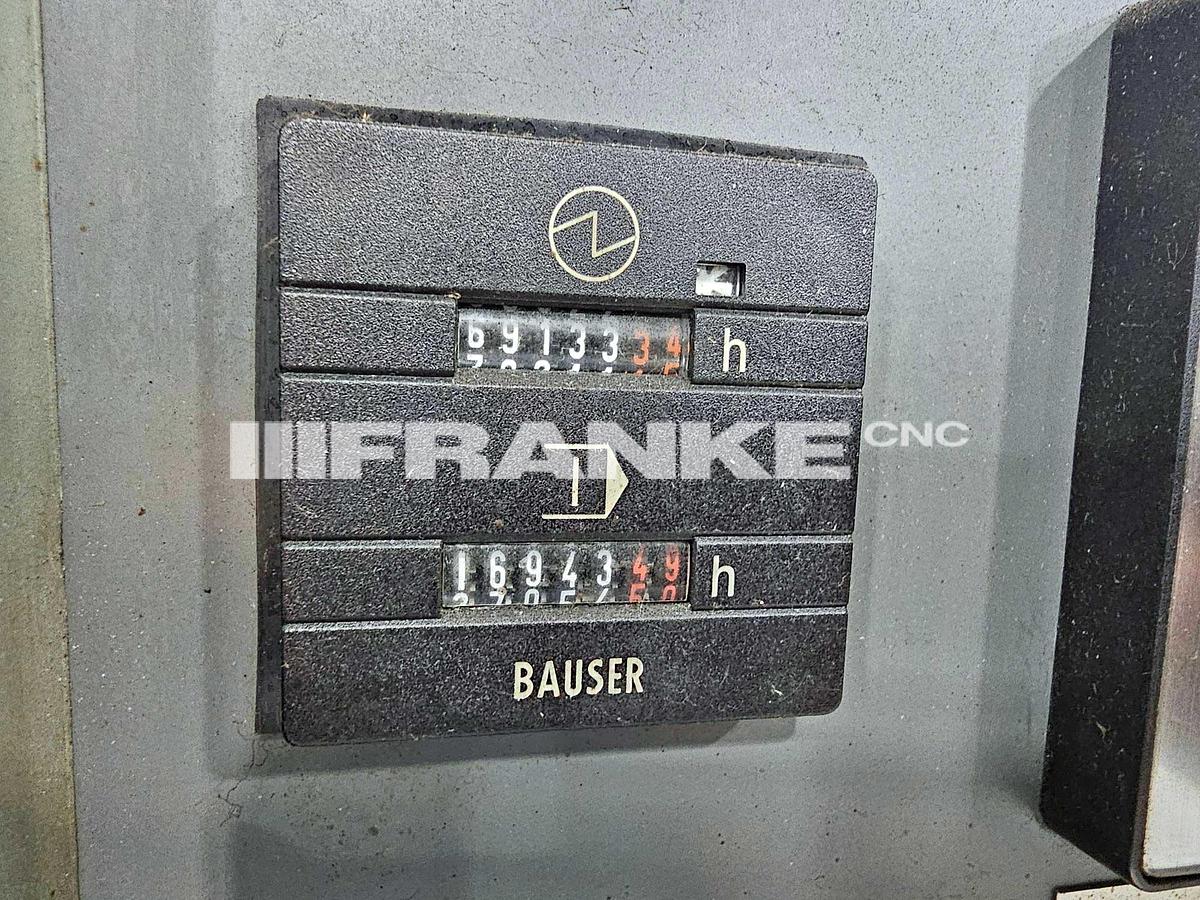 6913334 h
FRANKE CNC
1694349 h
BAUSER